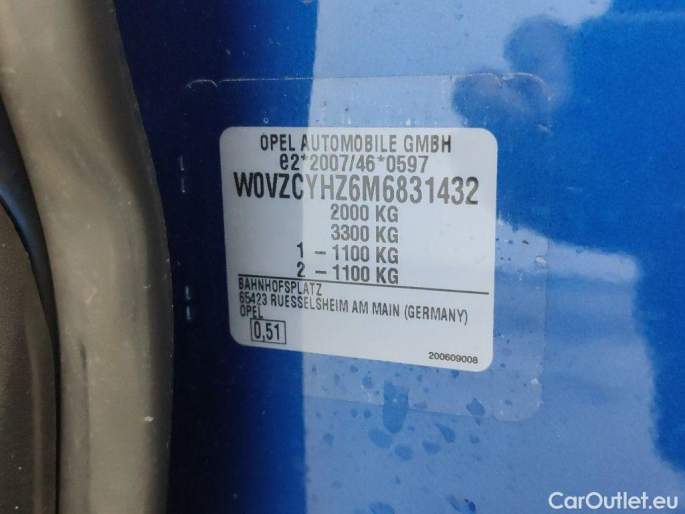 OPEL AUTOMOBILE GMBH
e2*2007/46*0597
W0VZCYHZ6M6831432
2000 KG
3300 KG
1 - 1100 KG
2 - 1100 KG
BAHNHOFSPLATZ
65423 RUESSELSHEIM AM MAIN (GERMANY)
OPEL
0,51
200609008
CarOutlet.eu